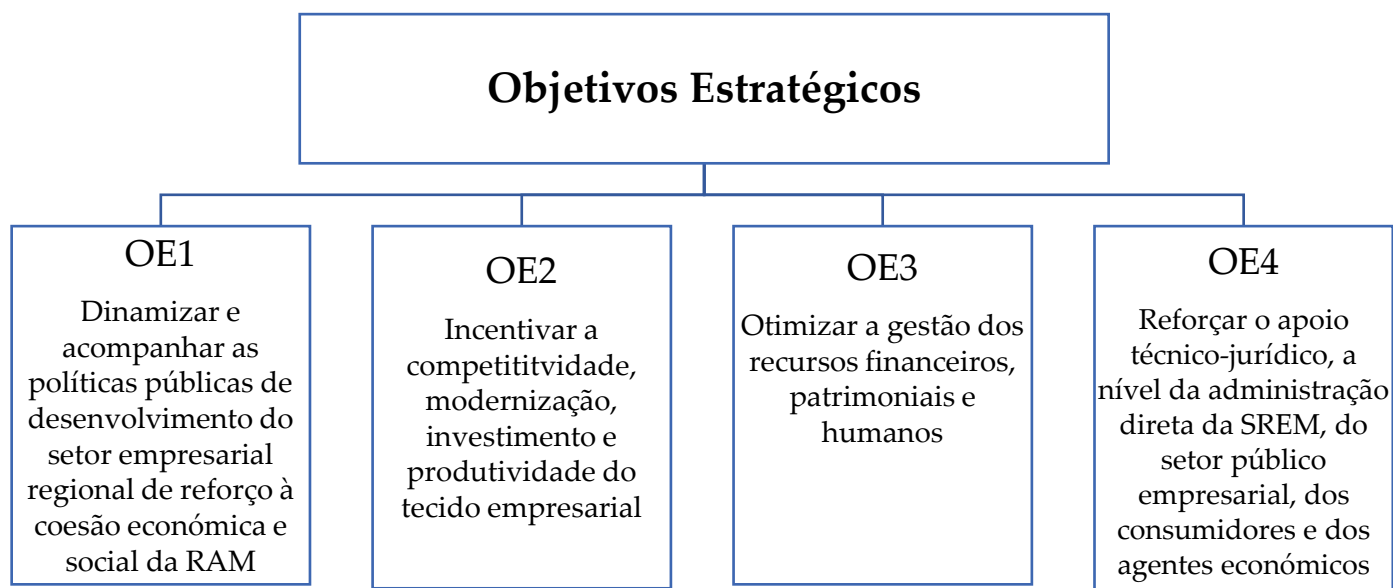 Objetivos Estratégicos
OE1
Dinamizar e
acompanhar as
políticas públicas de
desenvolvimento do
setor empresarial
regional de reforço à
coesão económica e
social da RAM
OE2
Incentivar a
competititvidade,
modernização,
investimento e
produtividade do
tecido empresarial
OE3
Otimizar a gestão dos
recursos financeiros,
patrimoniais e
humanos
OE4
Reforçar o apoio
técnico-jurídico, a
nível da administração
direta da SREM, do
setor público
empresarial, dos
consumidores e dos
agentes económicos